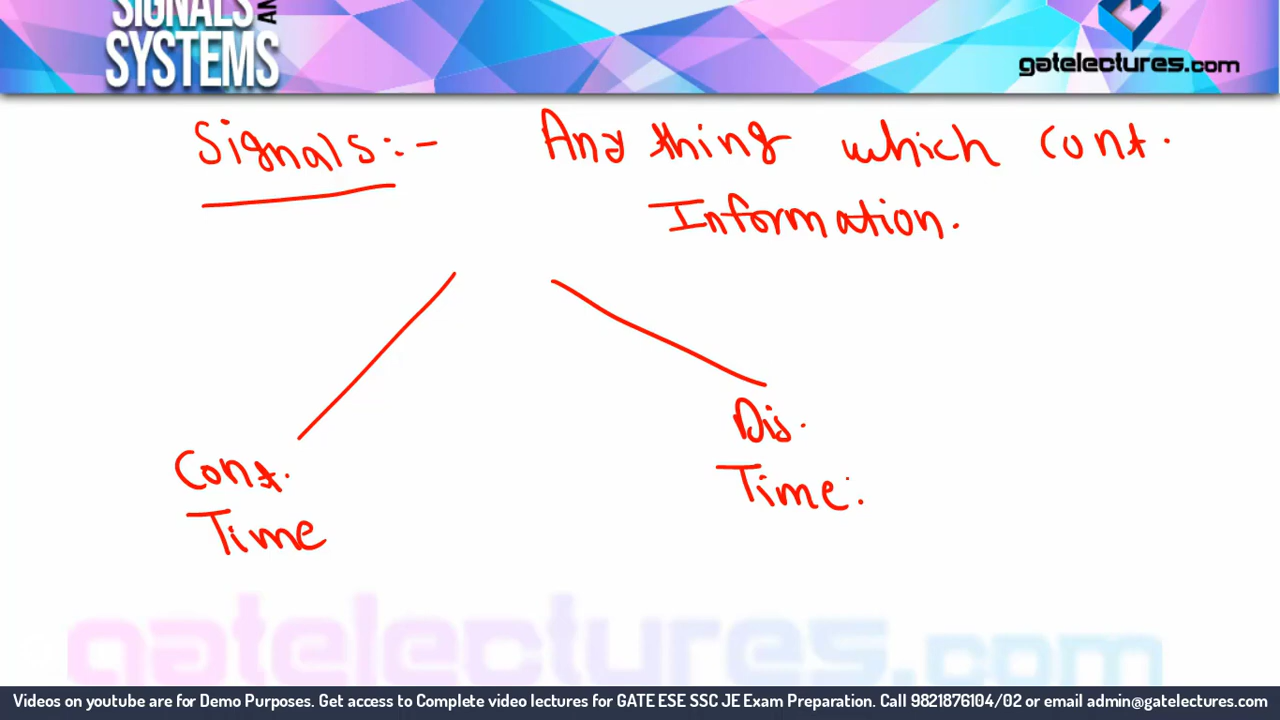 SIGNALS AND
SYSTEMS
gatelectures.com
Signals:- Anything which cont.
Information.
Dis.
Cont. Time:
Time
gatelectures.com
Videos on youtube are for Demo Purposes. Get access to Complete video lectures for GATE ESE SSC JE Exam Preparation. Call 9821876104/02 or email admin@gatelectures.com